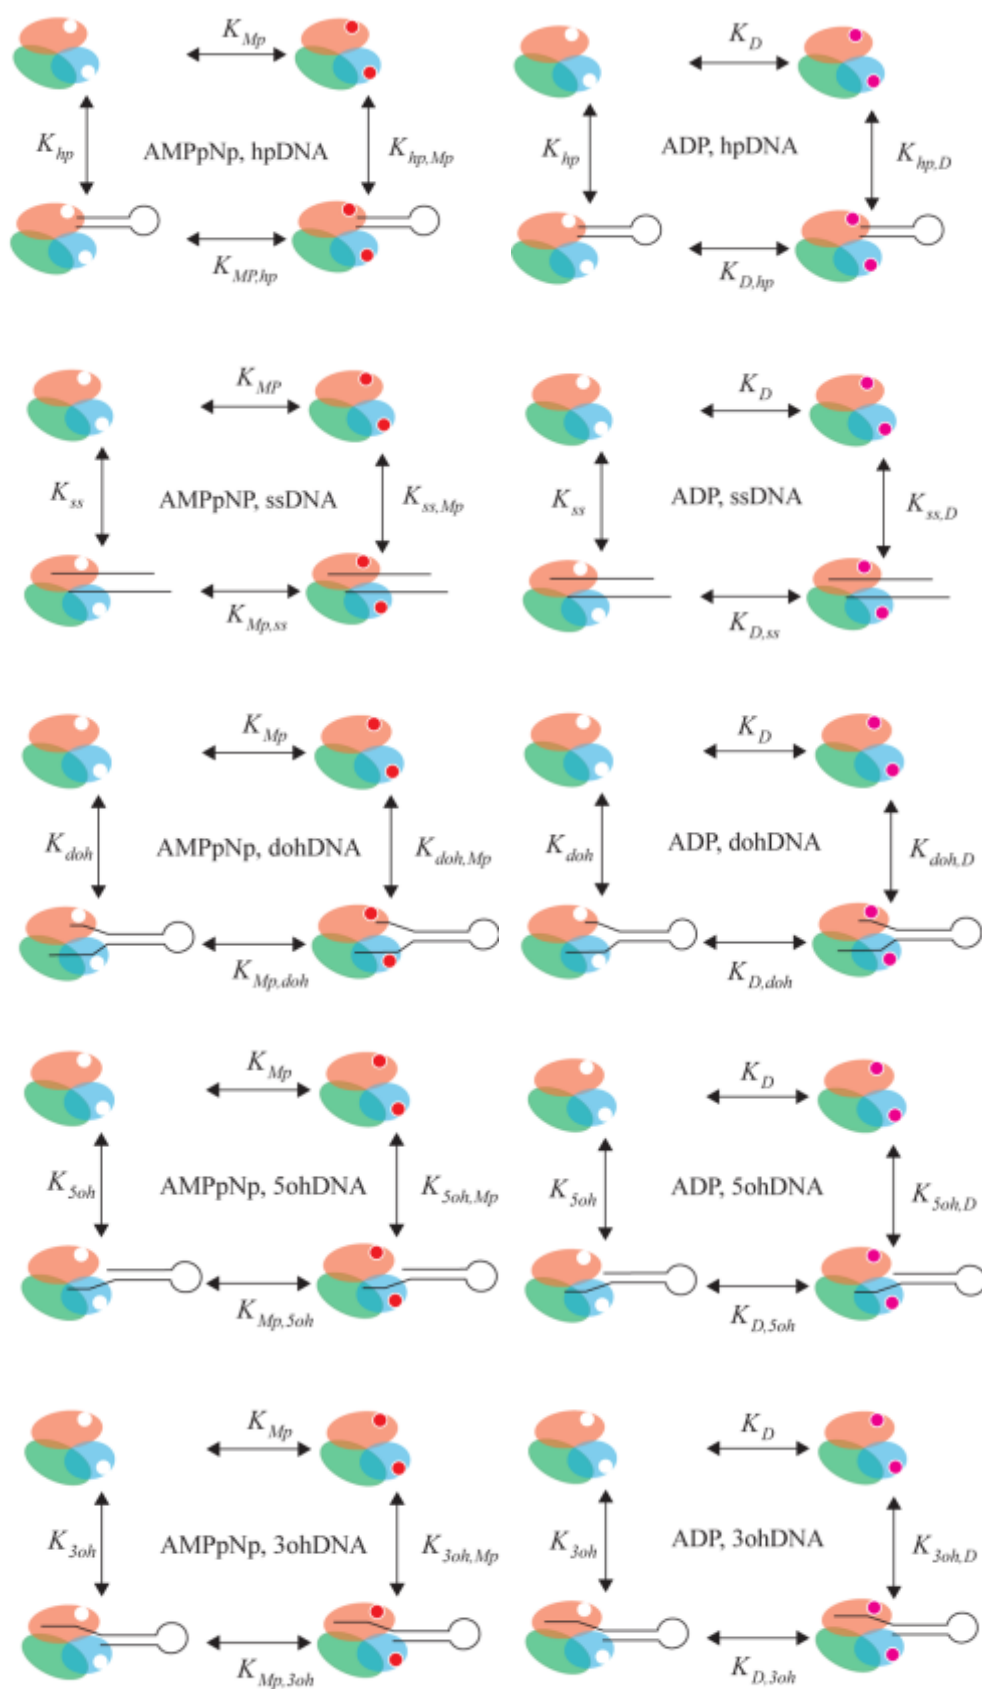 K_Mp
K_D
K_hp
AMPpNp, hpDNA
K_hp,Mp
K_hp
ADP, hpDNA
K_hp,D
K_MP,hp
K_D,hp
K_MP
K_D
K_ss
AMPpNP, ssDNA
K_ss,Mp
K_ss
ADP, ssDNA
K_ss,D
K_Mp,ss
K_D,ss
K_Mp
K_D
K_doh
AMPpNp, dohDNA
K_doh,Mp
K_doh
ADP, dohDNA
K_doh,D
K_Mp,doh
K_D,doh
K_Mp
K_D
K_5oh
AMPpNp, 5ohDNA
K_5oh,Mp
K_5oh
ADP, 5ohDNA
K_5oh,D
K_Mp,5oh
K_D,5oh
K_Mp
K_D
K_3oh
AMPpNp, 3ohDNA
K_3oh,Mp
K_3oh
ADP, 3ohDNA
K_3oh,D
K_Mp,3oh
K_D,3oh